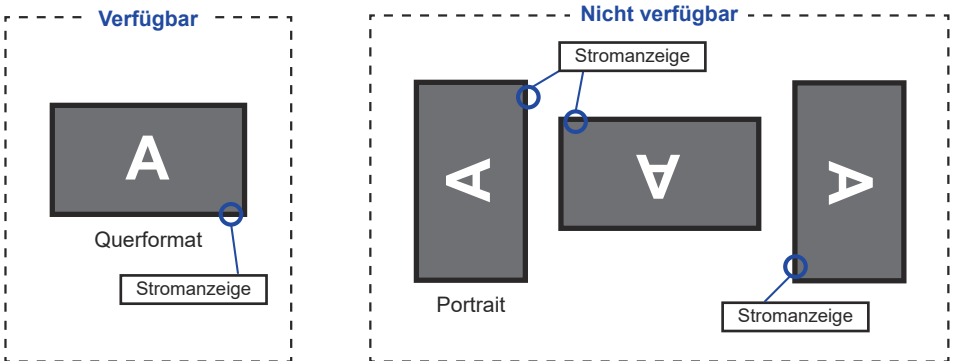 Verfügbar
A
Querformat
Stromanzeige
Nicht verfügbar
Stromanzeige
A
A
A
Portrait
Stromanzeige